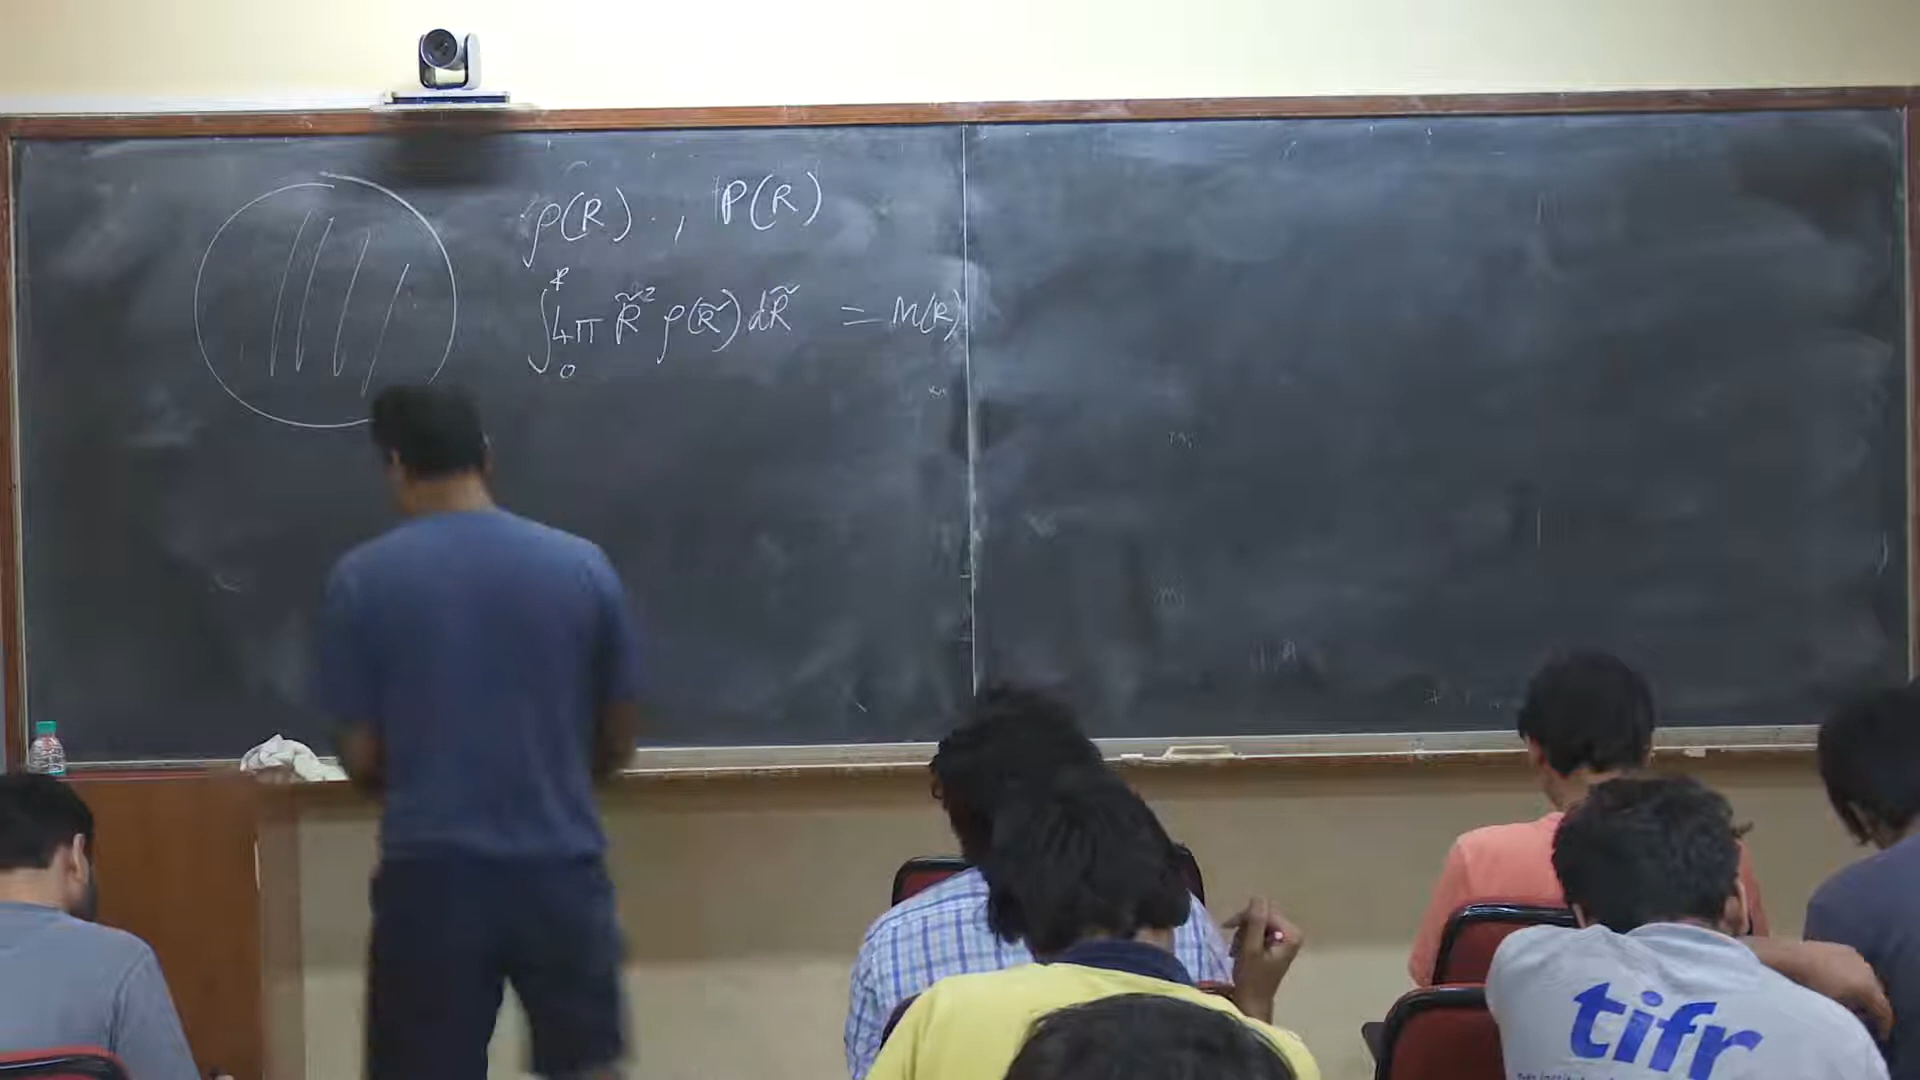 ρ(R) , P(R)
∫₀ᴿ 4π R̃² ρ(R̃) dR̃ = M(R)
tifr